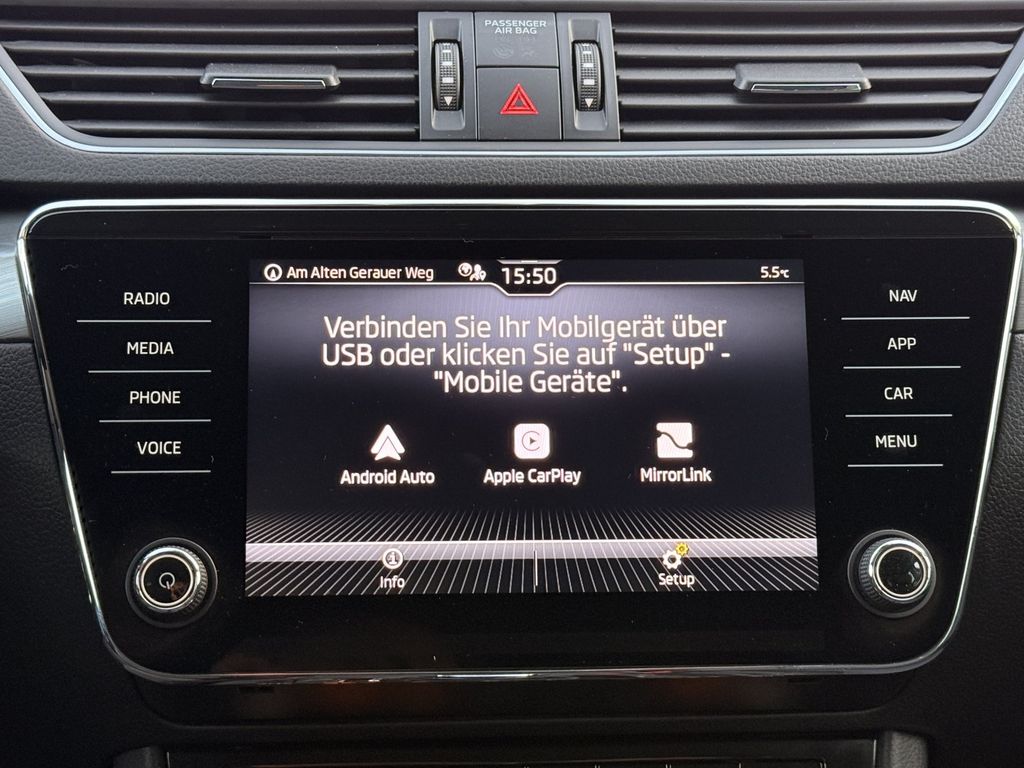 PASSENGER
AIR BAG
Am Alten Gerauer Weg 15:50 5.5°C
RADIO
MEDIA
PHONE
VOICE
Verbinden Sie Ihr Mobilgerät über
USB oder klicken Sie auf "Setup" -
"Mobile Geräte".
Android Auto Apple CarPlay MirrorLink
Info Setup
NAV
APP
CAR
MENU